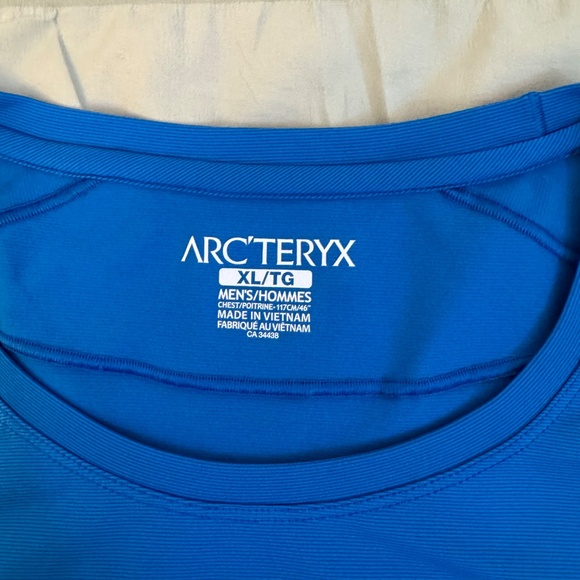 ARC'TERYX
XL/TG
MEN'S/HOMMES
CHEST/POITRINE- 117CM/46"
MADE IN VIETNAM
FABRIQUÉ AU VIÊTNAM
CA 34438